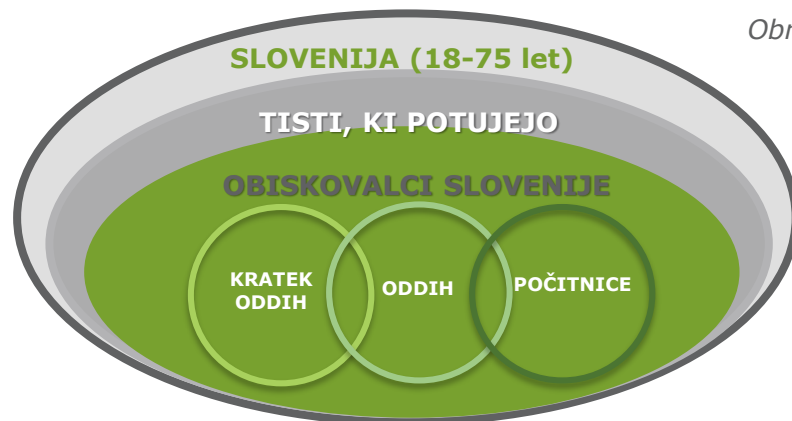 SLOVENIJA (18-75 let)
TISTI, KI POTUJEJO
OBISKOVALCI SLOVENIJE
KRATEK
ODDIH
ODDIH
POČITNICE